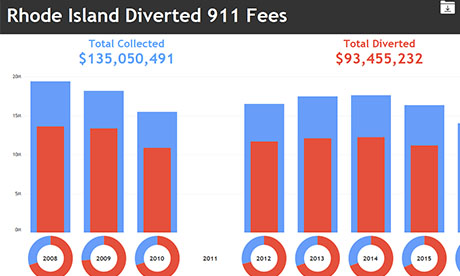 Rhode Island Diverted 911 Fees
Total Collected
$135,050,491
Total Diverted
$93,455,232
20M
15M
10M
5M
0M
2008
2009
2010
2011
2012
2013
2014
2015